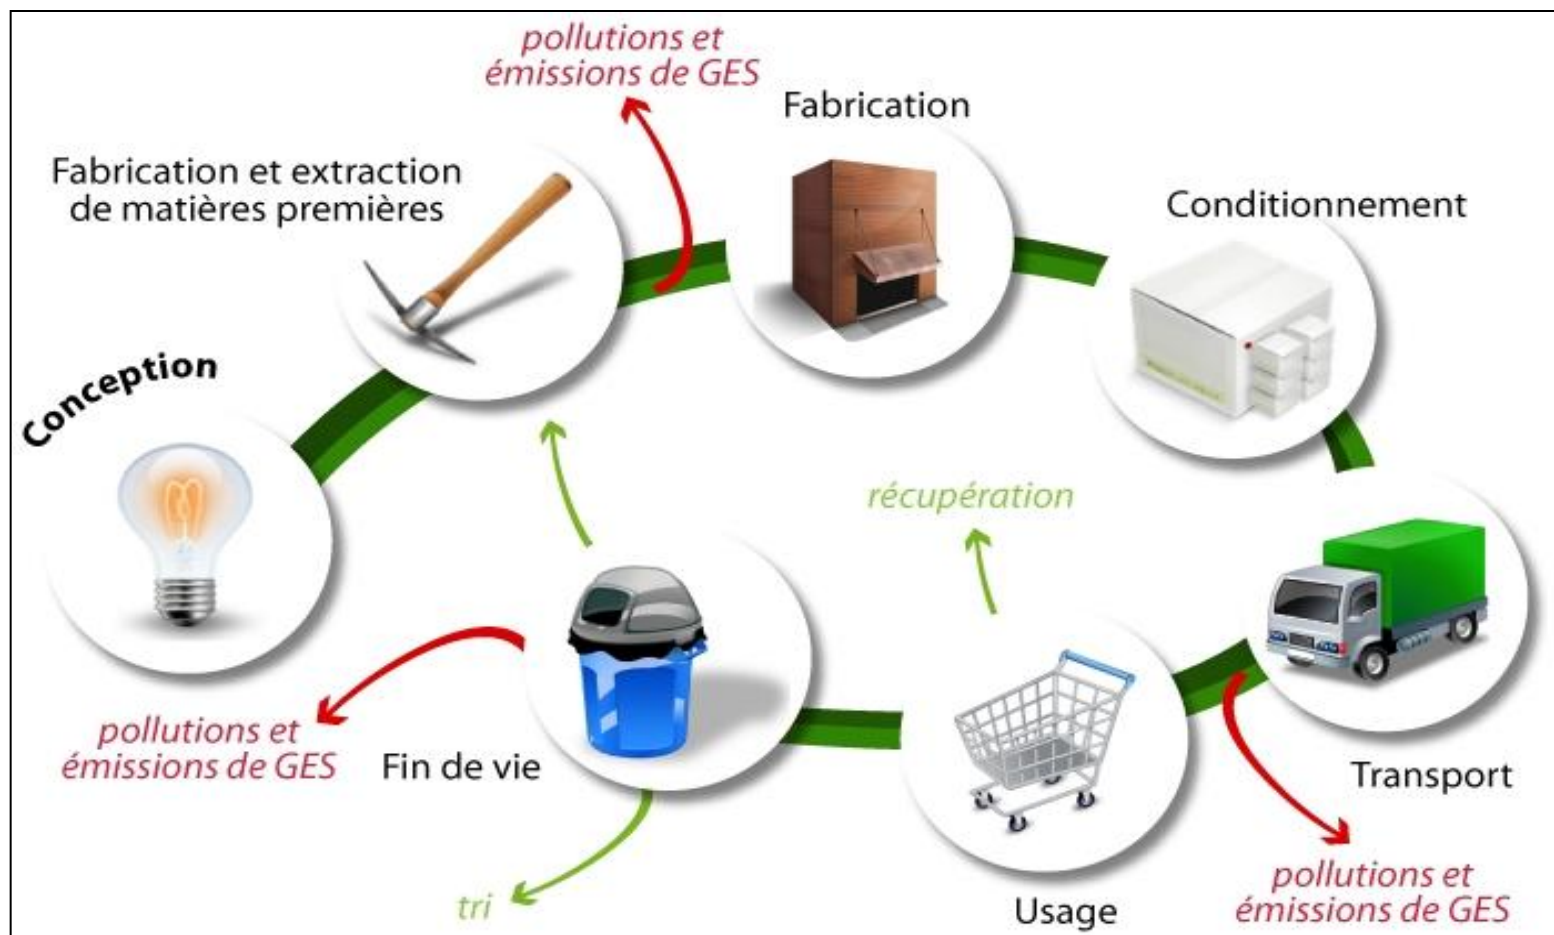 pollutions et
émissions de GES
Fabrication
Fabrication et extraction
de matières premières
Conditionnement
Conception
récupération
pollutions et
émissions de GES
Fin de vie
Transport
tri
Usage
pollutions et
émissions de GES